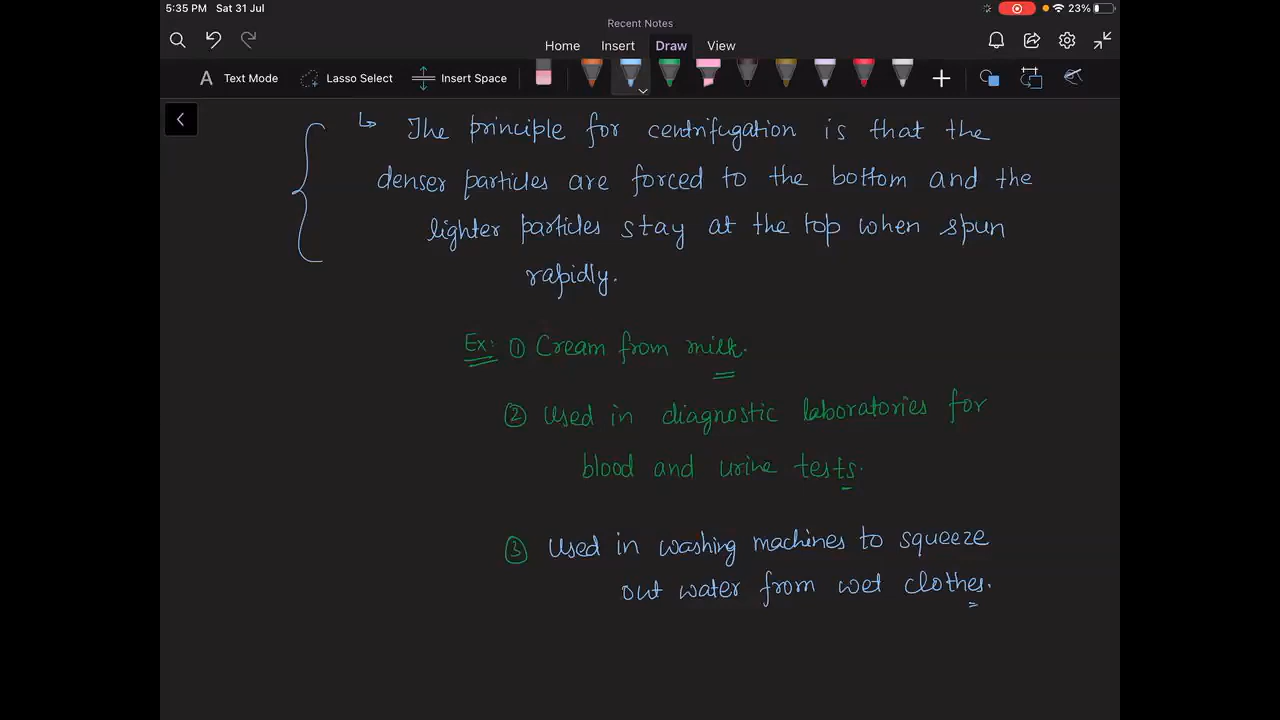 5:35 PM Sat 31 Jul
23%
Recent Notes
Home Insert Draw View
Text Mode Lasso Select Insert Space
↳ The principle for centrifugation is that the
denser particles are forced to the bottom and the
lighter particles stay at the top when spun
rapidly.
Ex: ① Cream from milk.
② Used in diagnostic laboratories for
blood and urine tests.
③ Used in washing machines to squeeze
out water from wet clothes.